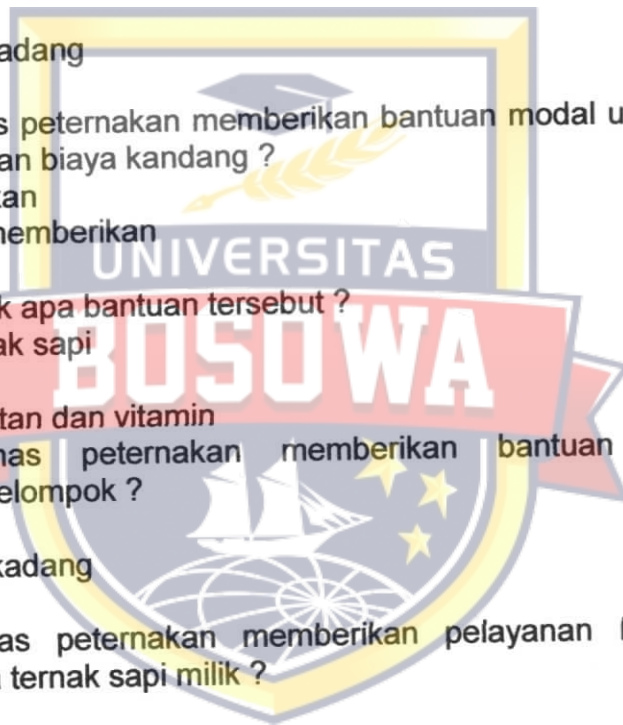 adang
s peternakan memberikan bantuan modal u
an biaya kandang ?
kan
memberikan
UNIVERSITAS
k apa bantuan tersebut ?
BOSOWA
ak sapi
tan dan vitamin
nas peternakan memberikan bantuan
elompok ?
kadang
as peternakan memberikan pelayanan
ternak sapi milik ?